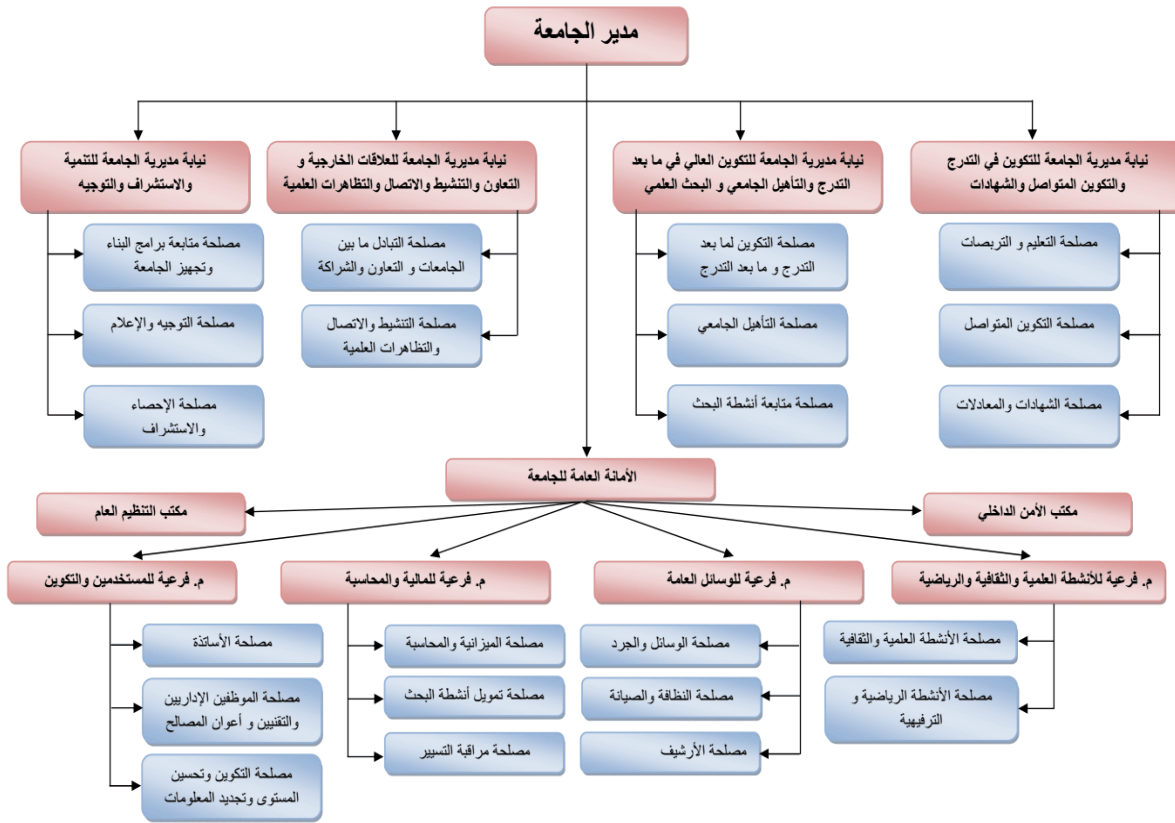 مدير الجامعة
نيابة مديرية الجامعة للتكوين في التدرج
والتكوين المتواصل والشهادات
مصلحة التعليم و التربصات
مصلحة التكوين المتواصل
مصلحة الشهادات والمعادلات
نيابة مديرية الجامعة للتكوين العالي في ما بعد
التدرج والتأهيل الجامعي و البحث العلمي
مصلحة التكوين لما بعد
التدرج و ما بعد التدرج
مصلحة التأهيل الجامعي
مصلحة متابعة أنشطة البحث
نيابة مديرية الجامعة للعلاقات الخارجية و
التعاون والتنشيط والاتصال والتظاهرات العلمية
مصلحة التبادل ما بين
الجامعات و التعاون والشراكة
مصلحة التنشيط والاتصال
والتظاهرات العلمية
نيابة مديرية الجامعة للتنمية
والاستشراف والتوجيه
مصلحة متابعة برامج البناء
وتجهيز الجامعة
مصلحة التوجيه والإعلام
مصلحة الإحصاء
والاستشراف
الأمانة العامة للجامعة
مكتب الأمن الداخلي
مكتب التنظيم العام
م. فرعية للأنشطة العلمية والثقافية والرياضية
مصلحة الأنشطة العلمية والثقافية
مصلحة الأنشطة الرياضية و
الترفيهية
م. فرعية للوسائل العامة
مصلحة الوسائل والجرد
مصلحة النظافة والصيانة
مصلحة الأرشيف
م. فرعية للمالية والمحاسبة
مصلحة الميزانية والمحاسبة
مصلحة تمويل أنشطة البحث
مصلحة مراقبة التسيير
م. فرعية للمستخدمين والتكوين
مصلحة الأساتذة
مصلحة الموظفين الإداريين
والتقنيين و أعوان المصالح
مصلحة التكوين وتحسين
المستوى وتجديد المعلومات